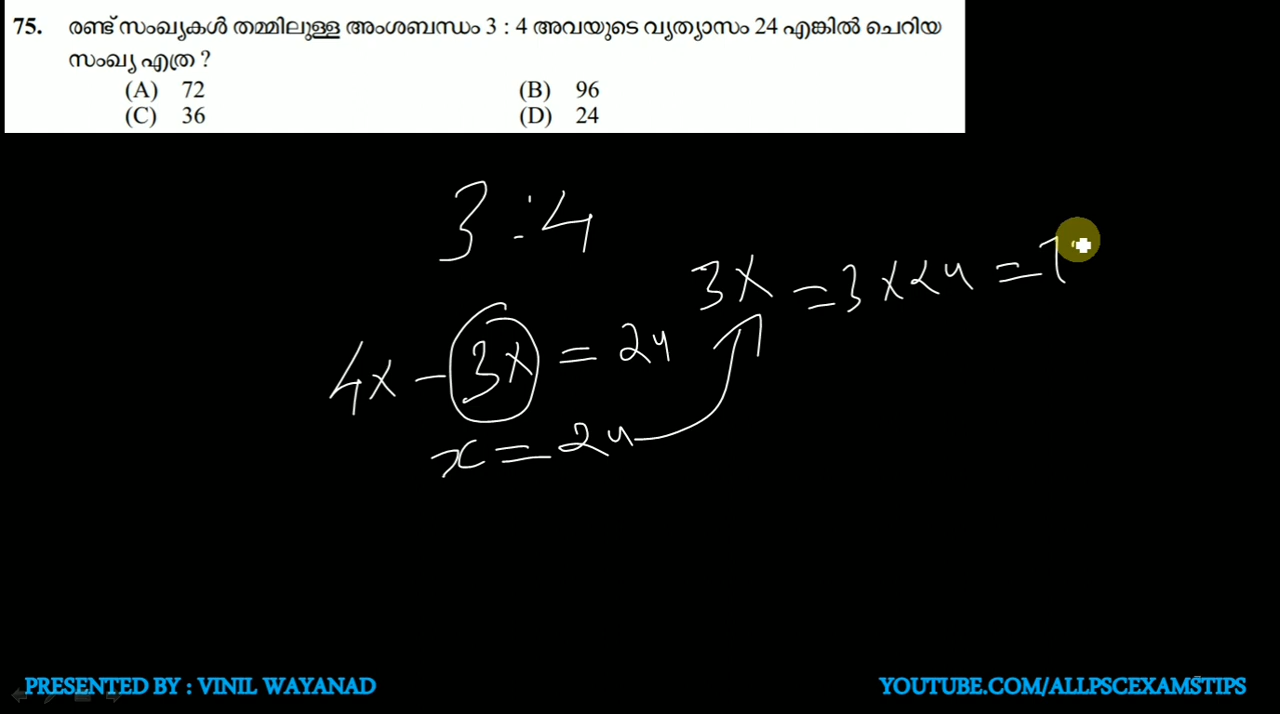 75. രണ്ട് സംഖ്യകൾ തമ്മിലുള്ള അംശബന്ധം 3 : 4 അവയുടെ വ്യത്യാസം 24 എങ്കിൽ ചെറിയ
സംഖ്യ എത്ര ?
(A) 72 (B) 96
(C) 36 (D) 24
3 : 4
3x = 3 x 24 = 7
4x - 3x = 24
x = 24
PRESENTED BY : VINIL WAYANAD YOUTUBE.COM/ALLPSCEXAMSTIPS